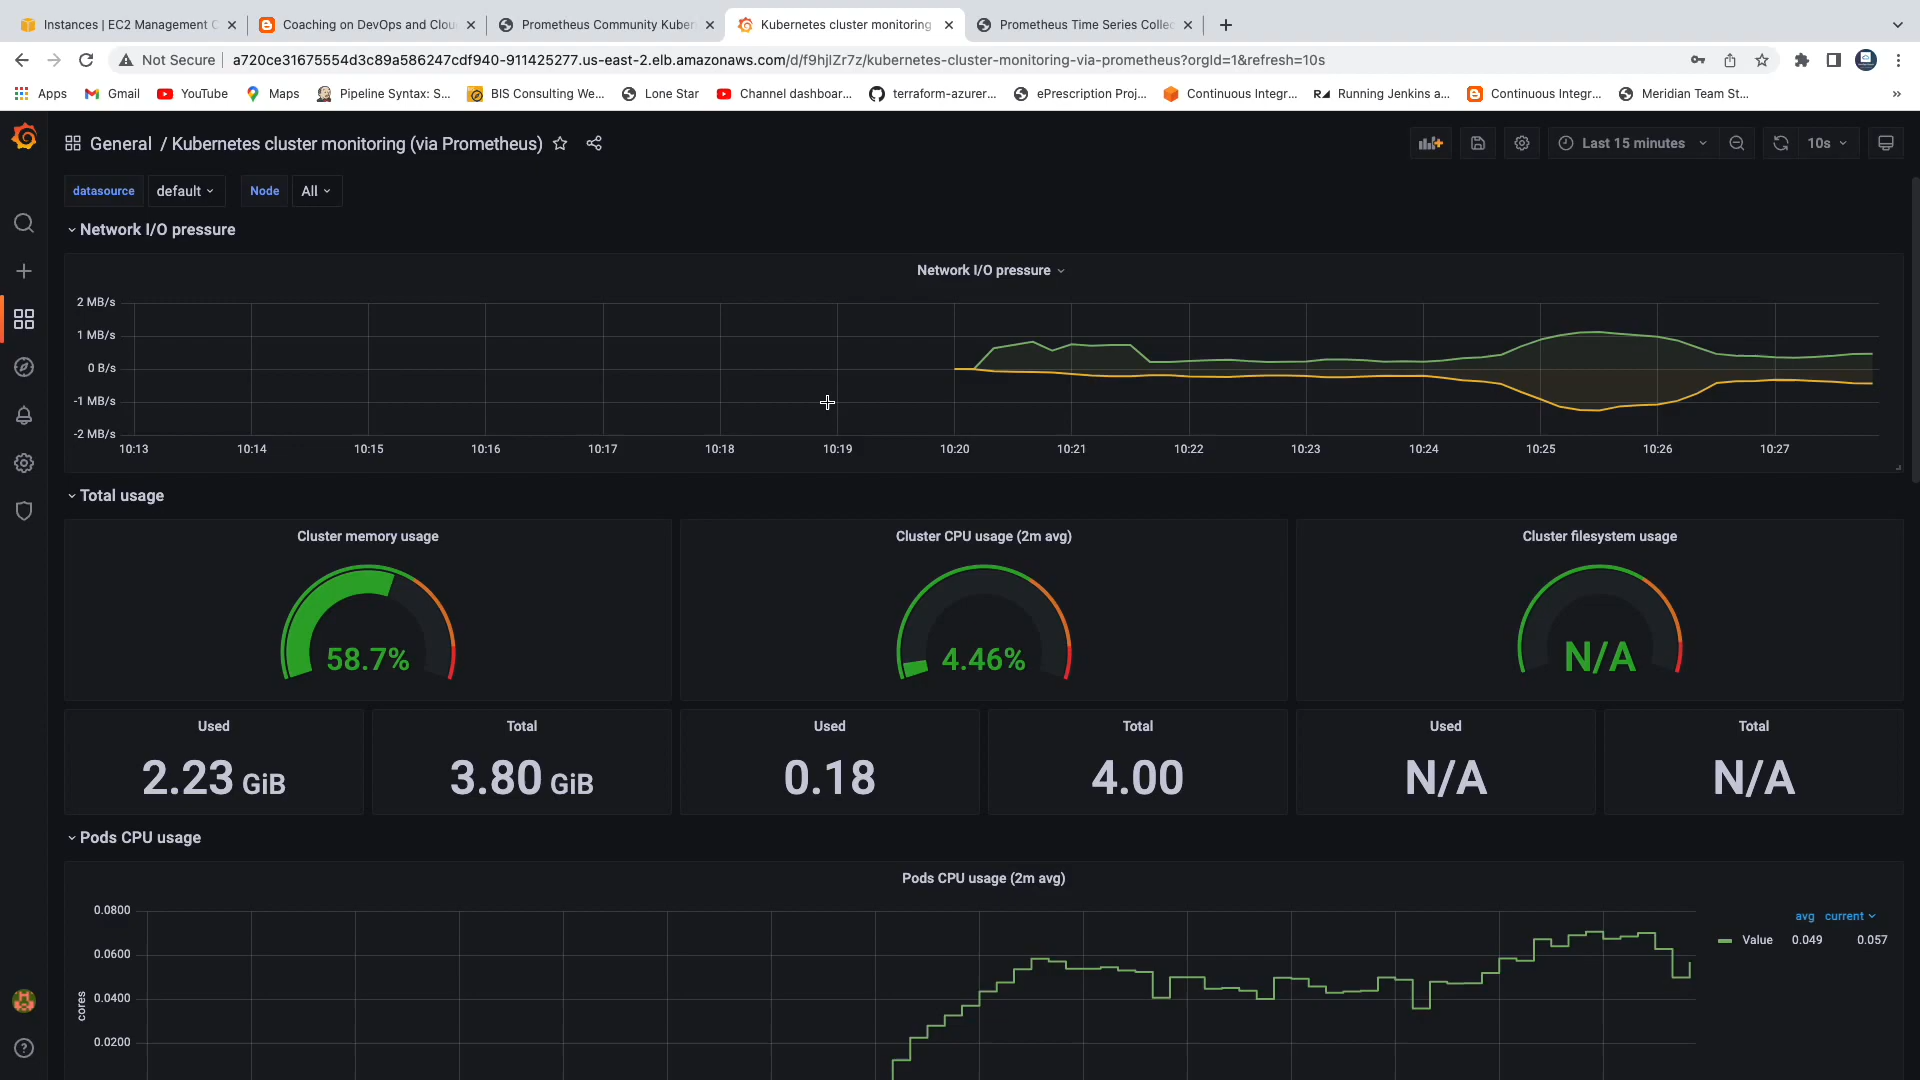 Instances | EC2 Management C
Coaching on DevOps and Clou
Prometheus Community Kuber
Kubernetes cluster monitoring
Prometheus Time Series Collec
Not Secure
a720ce31675554d3c89a586247cdf940-911425277.us-east-2.elb.amazonaws.com/d/f9hjlZr7z/kubernetes-cluster-monitoring-via-prometheus?orgId=1&refresh=10s
Apps
Gmail
YouTube
Maps
Pipeline Syntax: S...
BIS Consulting We...
Lone Star
Channel dashboar...
terraform-azurer...
ePrescription Proj...
Continuous Integr...
Running Jenkins a...
Continuous Integr...
Meridian Team St...
»
General / Kubernetes cluster monitoring (via Prometheus)
Last 15 minutes
10s
datasource default
Node All
Network I/O pressure
Network I/O pressure
2 MB/s
1 MB/s
0 B/s
-1 MB/s
-2 MB/s
10:13 10:14 10:15 10:16 10:17 10:18 10:19 10:20 10:21 10:22 10:23 10:24 10:25 10:26 10:27
Total usage
Cluster memory usage
58.7%
Cluster CPU usage (2m avg)
4.46%
Cluster filesystem usage
N/A
Used
2.23 GiB
Total
3.80 GiB
Used
0.18
Total
4.00
Used
N/A
Total
N/A
Pods CPU usage
Pods CPU usage (2m avg)
0.0800
0.0600
0.0400
0.0200
cores
avg current
Value 0.049 0.057